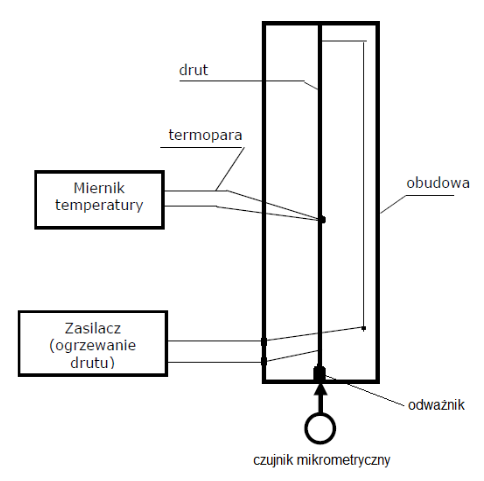 drut
termopara
Miernik
temperatury
obudowa
Zasilacz
(ogrzewanie
drutu)
odważnik
czujnik mikrometryczny